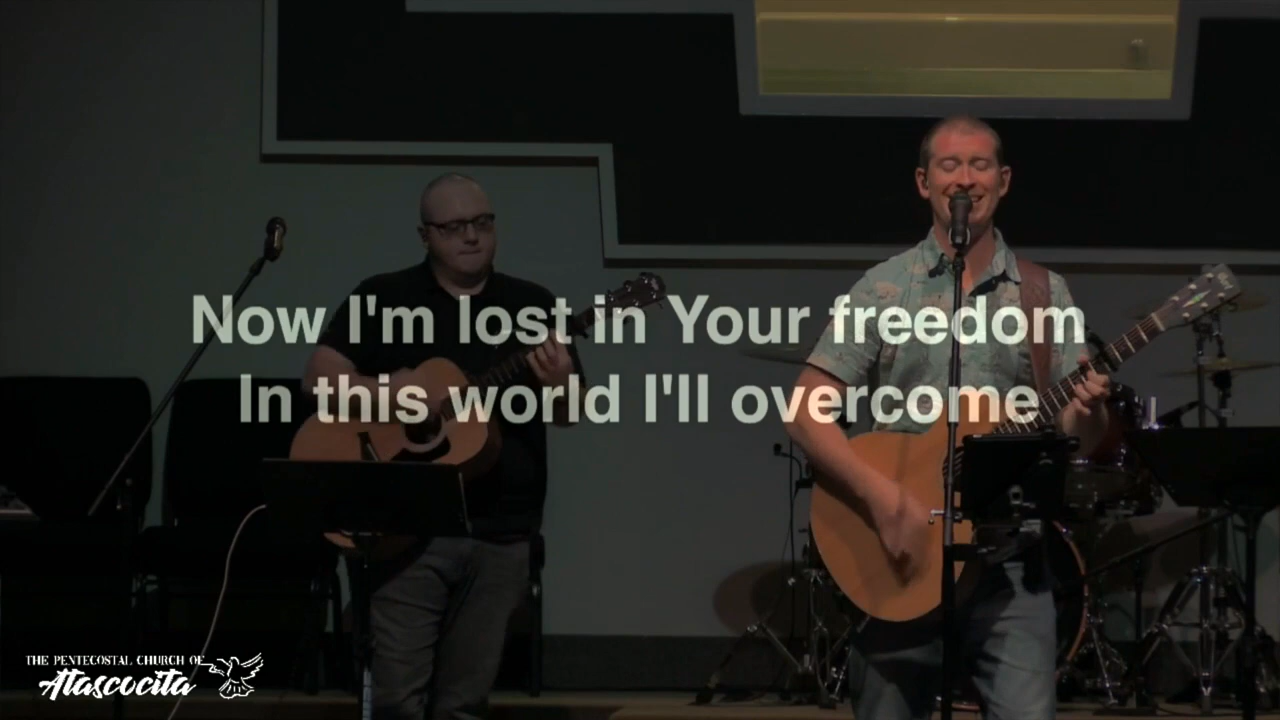 Now I'm lost in Your freedom
In this world I'll overcome
THE PENTECOSTAL CHURCH OF
Atascocita